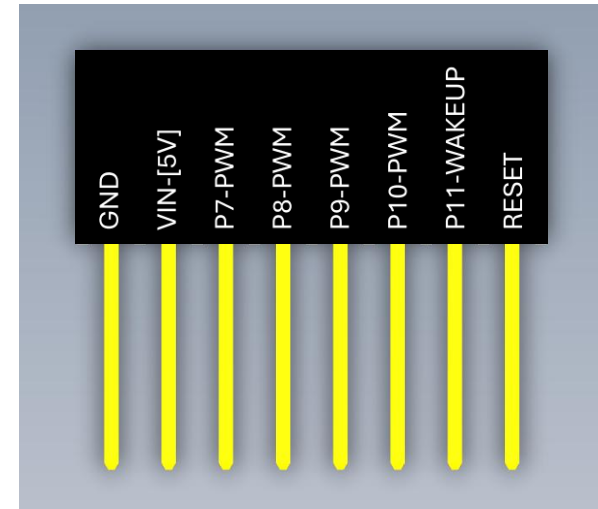 GND
VIN-[5V]
P7-PWM
P8-PWM
P9-PWM
P10-PWM
P11-WAKEUP
RESET